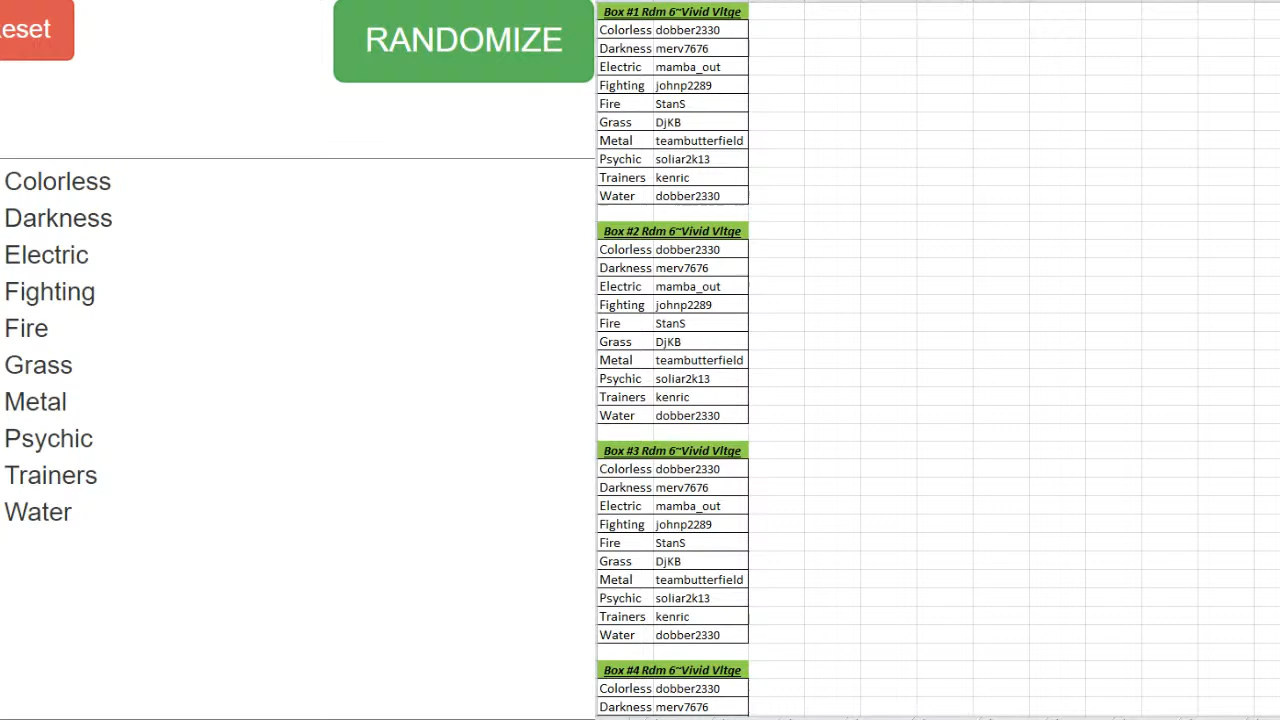 eset
RANDOMIZE
Colorless
Darkness
Electric
Fighting
Fire
Grass
Metal
Psychic
Trainers
Water
Box #1 Rdm 6~Vivid Vltge
Colorless dobber2330
Darkness merv7676
Electric mamba_out
Fighting johnp2289
Fire StanS
Grass DjKB
Metal teambutterfield
Psychic soliar2k13
Trainers kenric
Water dobber2330
Box #2 Rdm 6~Vivid Vltge
Colorless dobber2330
Darkness merv7676
Electric mamba_out
Fighting johnp2289
Fire StanS
Grass DjKB
Metal teambutterfield
Psychic soliar2k13
Trainers kenric
Water dobber2330
Box #3 Rdm 6~Vivid Vltge
Colorless dobber2330
Darkness merv7676
Electric mamba_out
Fighting johnp2289
Fire StanS
Grass DjKB
Metal teambutterfield
Psychic soliar2k13
Trainers kenric
Water dobber2330
Box #4 Rdm 6~Vivid Vltge
Colorless dobber2330
Darkness merv7676